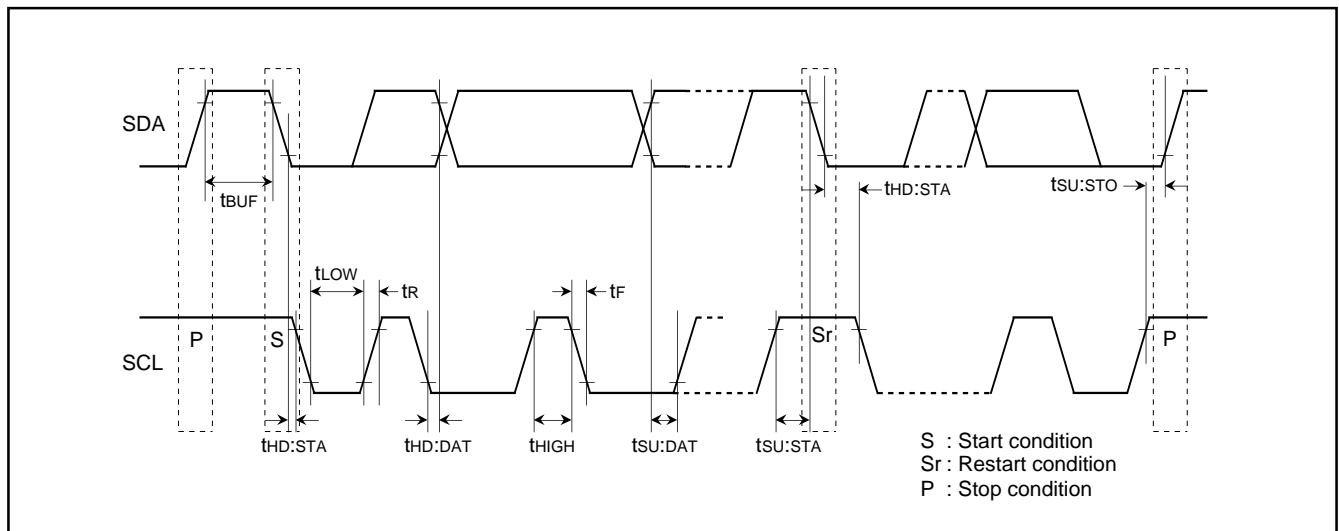 SDA
tBUF
tHD:STA
tSU:STO
tLOW
tR
tF
P
S
Sr
P
SCL
tHD:STA
tHD:DAT
tHIGH
tSU:DAT
tSU:STA
S : Start condition
Sr : Restart condition
P : Stop condition